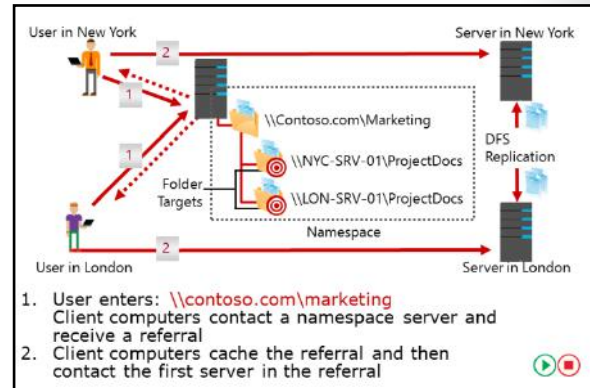 User in New York
Server in New York
2
1
\\Contoso.com\Marketing
\\NYC-SRV-01\ProjectDocs
DFS
Replication
1
Folder
Targets
\\LON-SRV-01\ProjectDocs
Namespace
2
User in London
Server in London
1. User enters: \\contoso.com\marketing
Client computers contact a namespace server and
receive a referral
2. Client computers cache the referral and then
contact the first server in the referral